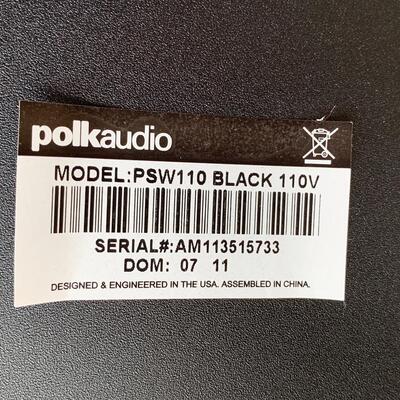 polkaudio
MODEL:PSW110 BLACK 110V
SERIAL#:AM113515733
DOM: 07 11
DESIGNED & ENGINEERED IN THE USA. ASSEMBLED IN CHINA.